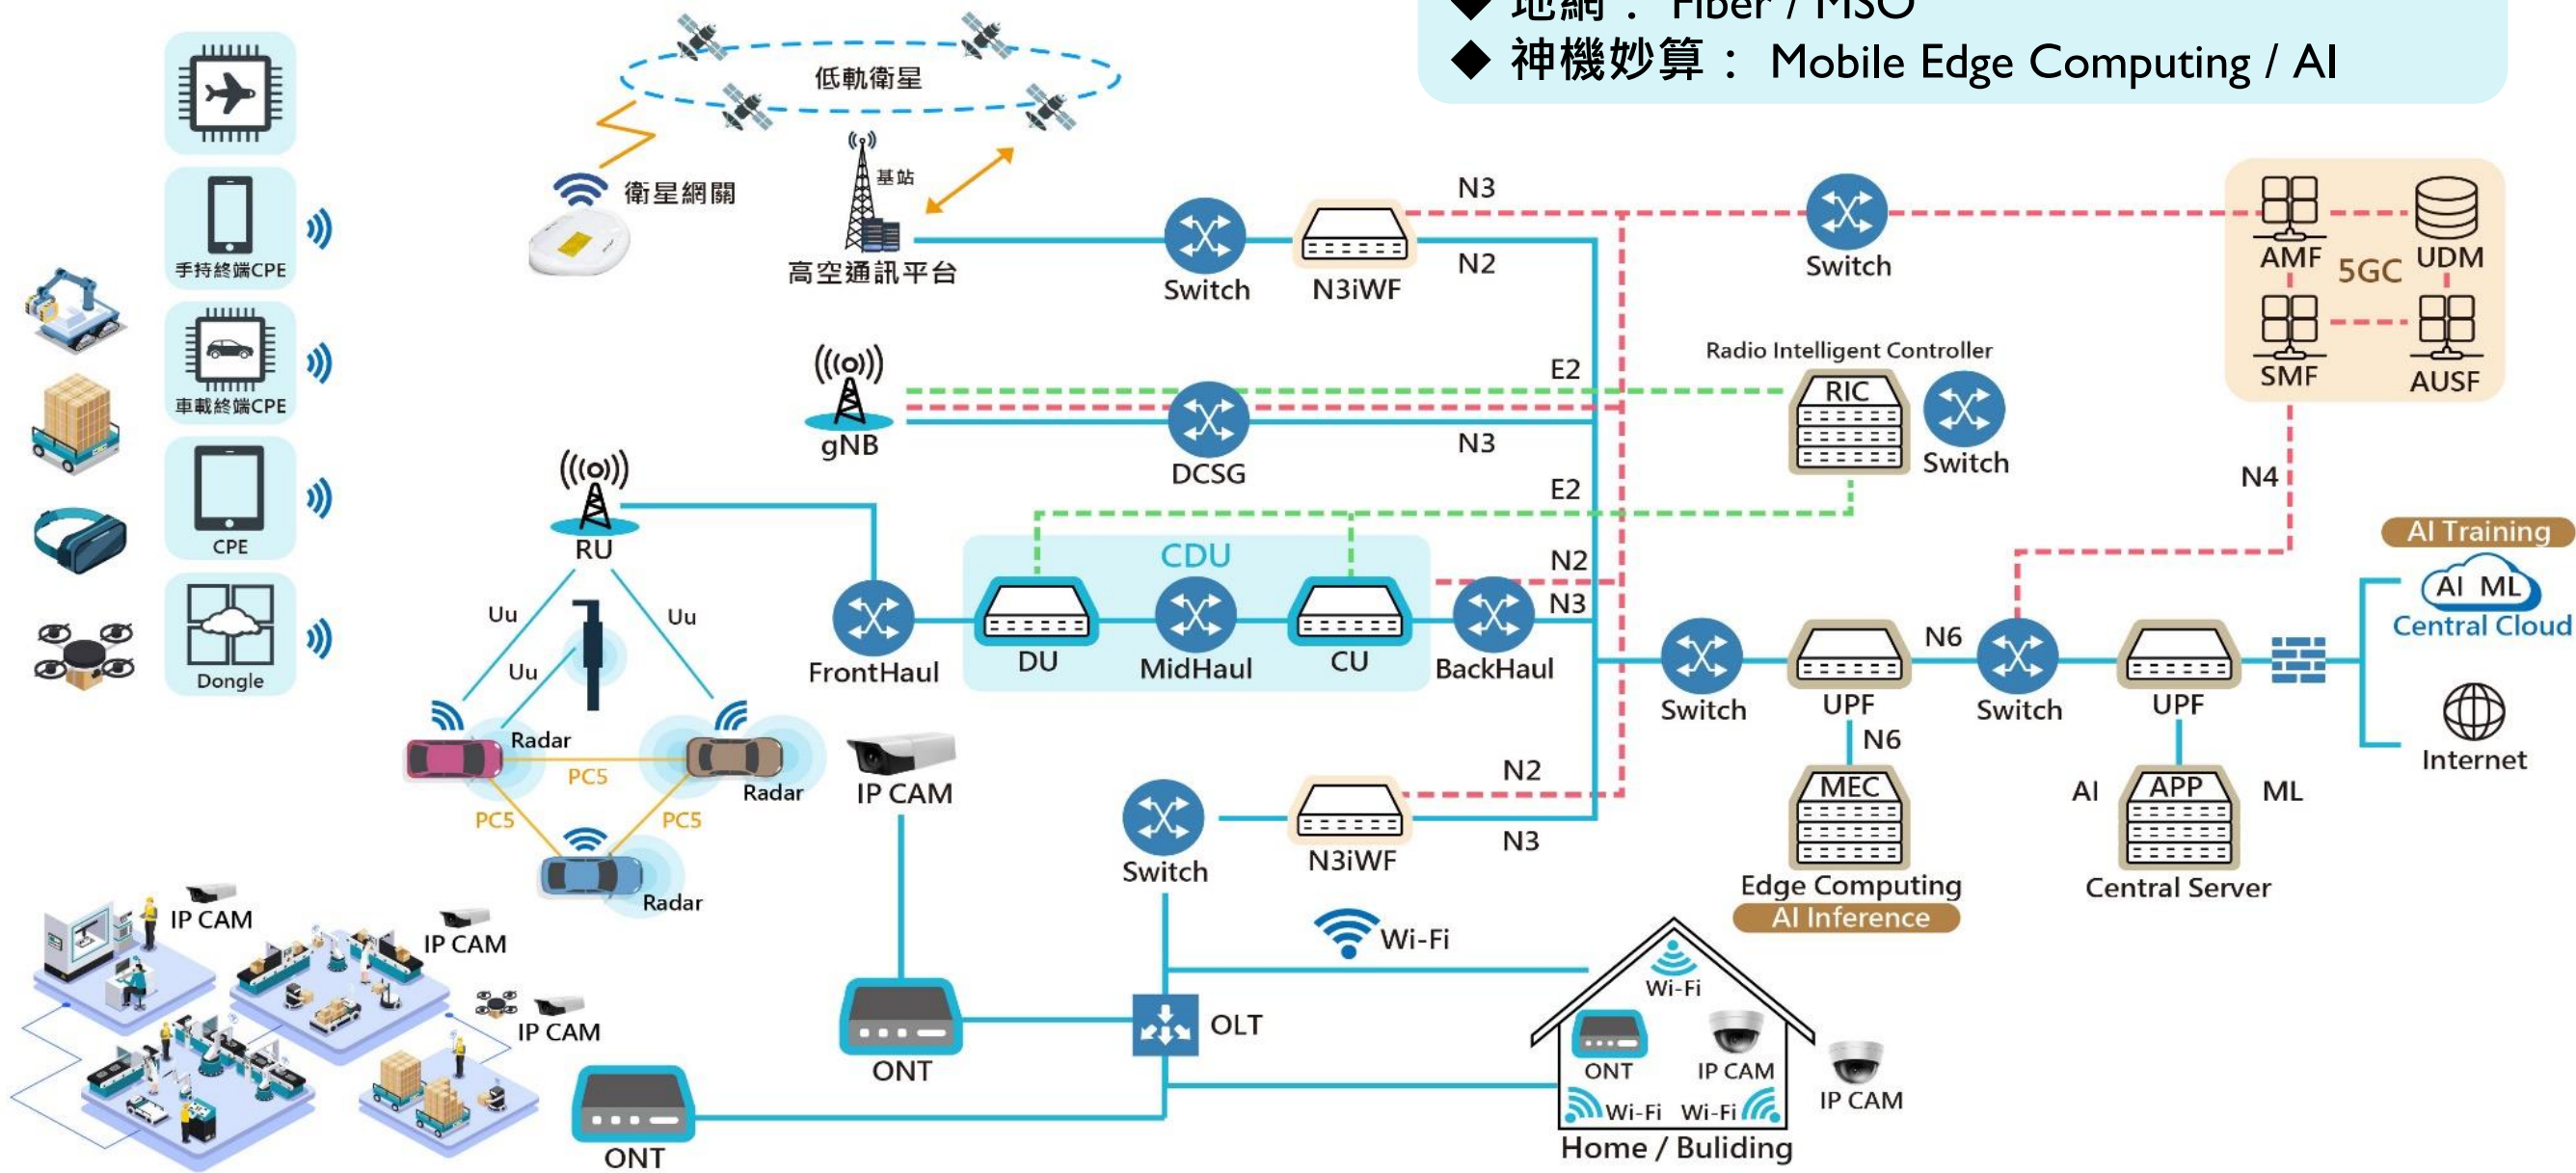 ◆ 地網： Fiber / MSO
◆ 神機妙算： Mobile Edge Computing / AI
低軌衛星
衛星網關
基站
高空通訊平台
手持終端CPE
車載終端CPE
CPE
Dongle
Switch
N3iWF
N3
N2
Switch
AMF
UDM
5GC
SMF
AUSF
gNB
DCSG
E2
N3
Radio Intelligent Controller
RIC
Switch
N4
RU
Uu
Uu
Uu
E2
CDU
FrontHaul
DU
MidHaul
CU
BackHaul
N2
N3
Switch
UPF
N6
Switch
UPF
AI Training
AI ML
Central Cloud
Internet
N6
MEC
Edge Computing
AI Inference
AI
APP
ML
Central Server
Radar
PC5
Radar
PC5
PC5
Radar
IP CAM
Switch
N3iWF
N2
N3
IP CAM
IP CAM
IP CAM
Wi-Fi
ONT
OLT
ONT
Wi-Fi
ONT
IP CAM
Wi-Fi
Wi-Fi
IP CAM
Home / Buliding